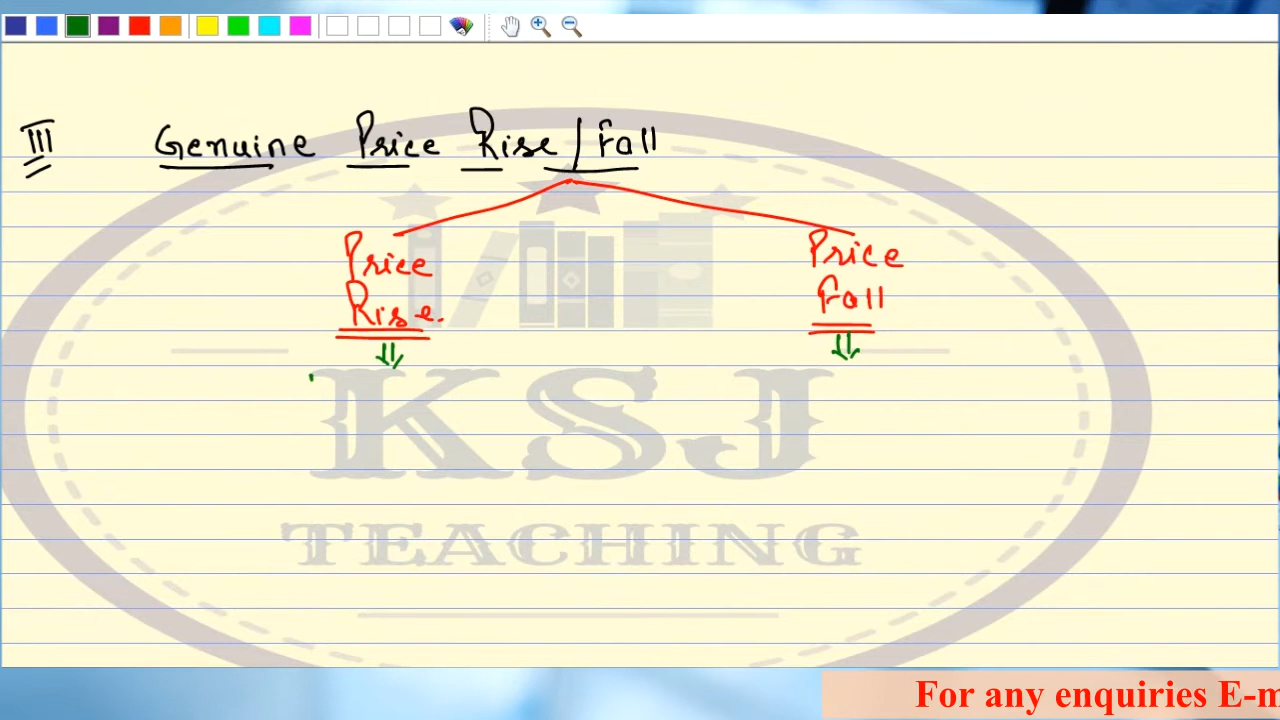 III Genuine Price Rise/Fall
Price Rise.
Price Fall
KSJ
TEACHING
For any enquiries E-m